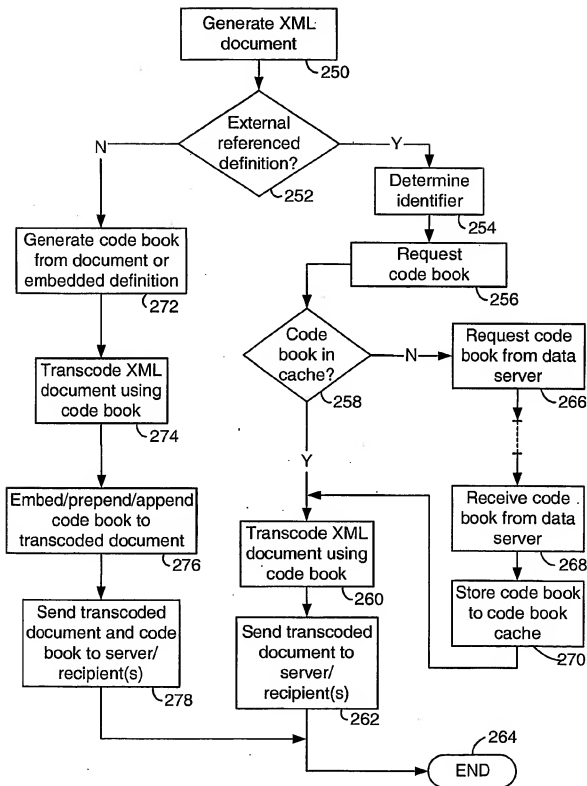 Generate XML
document
250
External
referenced
definition?
252
N
Y
Determine
identifier
254
Request
code book
256
Generate code book
from document or
embedded definition
272
Code
book in
cache?
258
N
Request code
book from data
server
266
Transcode XML
document using
code book
274
Y
Receive code
book from data
server
268
Embed/prepend/append
code book to
transcoded document
276
Transcode XML
document using
code book
260
Store code book
to code book
cache
270
Send transcoded
document and code
book to server/
recipient(s)
278
Send transcoded
document to
server/
recipient(s)
262
264
END